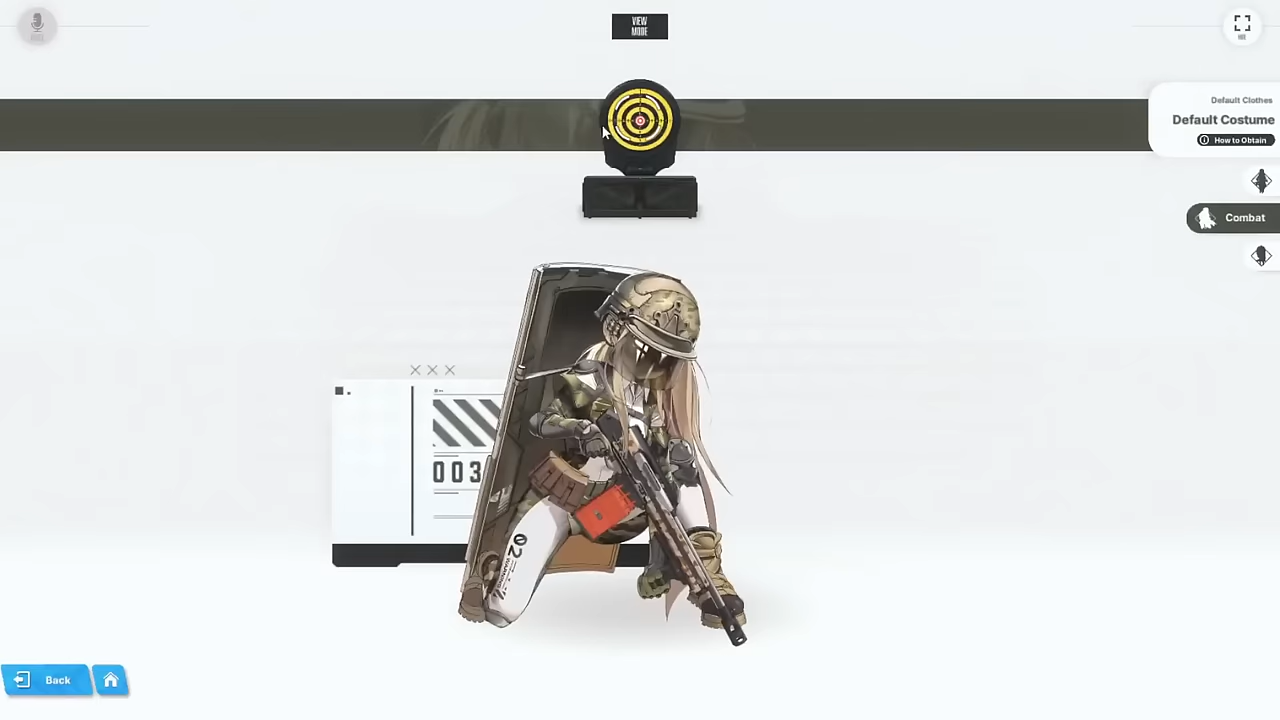 VIEW
MODE
Default Clothes
Default Costume
How to Obtain
Combat
003
02
Back